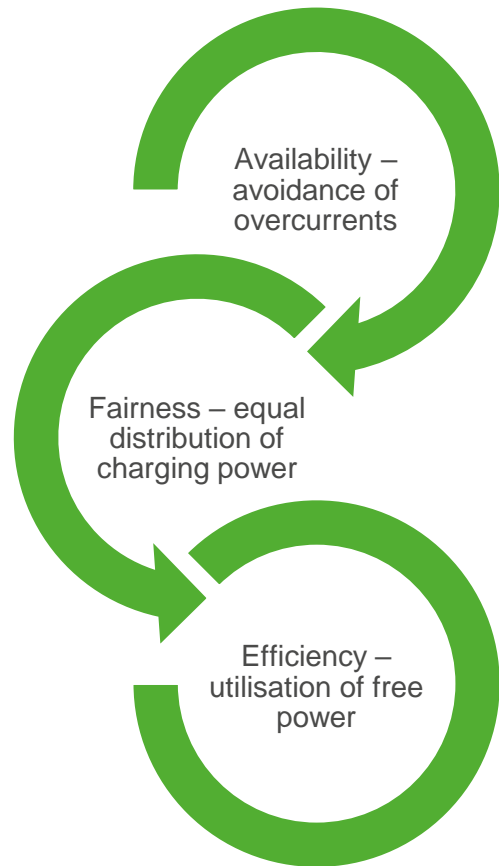 Availability –
avoidance of
overcurrents
Fairness – equal
distribution of
charging power
Efficiency –
utilisation of free
power